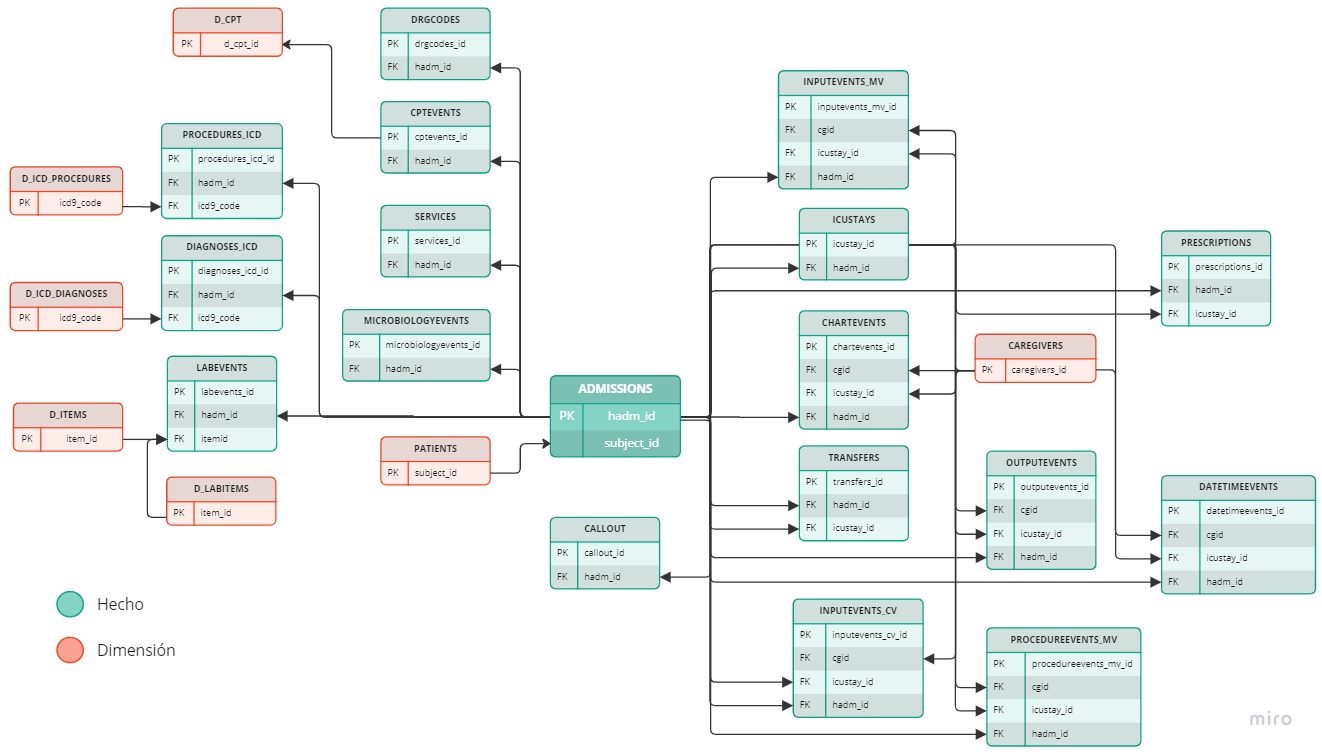 D_CPT
PK d_cpt_id
DRGCODES
PK drgcodes_id
FK hadm_id
CPTEVENTS
PK cptevents_id
FK hadm_id
PROCEDURES_ICD
PK procedures_icd_id
FK hadm_id
FK icd9_code
D_ICD_PROCEDURES
PK icd9_code
SERVICES
PK services_id
FK hadm_id
DIAGNOSES_ICD
PK diagnoses_icd_id
FK hadm_id
FK icd9_code
D_ICD_DIAGNOSES
PK icd9_code
MICROBIOLOGYEVENTS
PK microbiologyevents_id
FK hadm_id
LABEVENTS
PK labevents_id
FK hadm_id
FK itemid
D_ITEMS
PK item_id
D_LABITEMS
PK item_id
PATIENTS
PK subject_id
ADMISSIONS
PK hadm_id
subject_id
CALLOUT
PK callout_id
FK hadm_id
INPUTEVENTS_MV
PK inputevents_mv_id
FK cgid
FK icustay_id
FK hadm_id
ICUSTAYS
PK icustay_id
FK hadm_id
PRESCRIPTIONS
PK prescriptions_id
FK hadm_id
FK icustay_id
CHARTEVENTS
PK chartevents_id
FK cgid
FK icustay_id
FK hadm_id
CAREGIVERS
PK caregivers_id
TRANSFERS
PK transfers_id
FK hadm_id
FK icustay_id
OUTPUTEVENTS
PK outputevents_id
FK cgid
FK icustay_id
FK hadm_id
DATETIMEEVENTS
PK datetimeevents_id
FK cgid
FK icustay_id
FK hadm_id
INPUTEVENTS_CV
PK inputevents_cv_id
FK cgid
FK icustay_id
FK hadm_id
PROCEDUREEVENTS_MV
PK procedureevents_mv_id
FK cgid
FK icustay_id
FK hadm_id
Hecho
Dimensión
miro